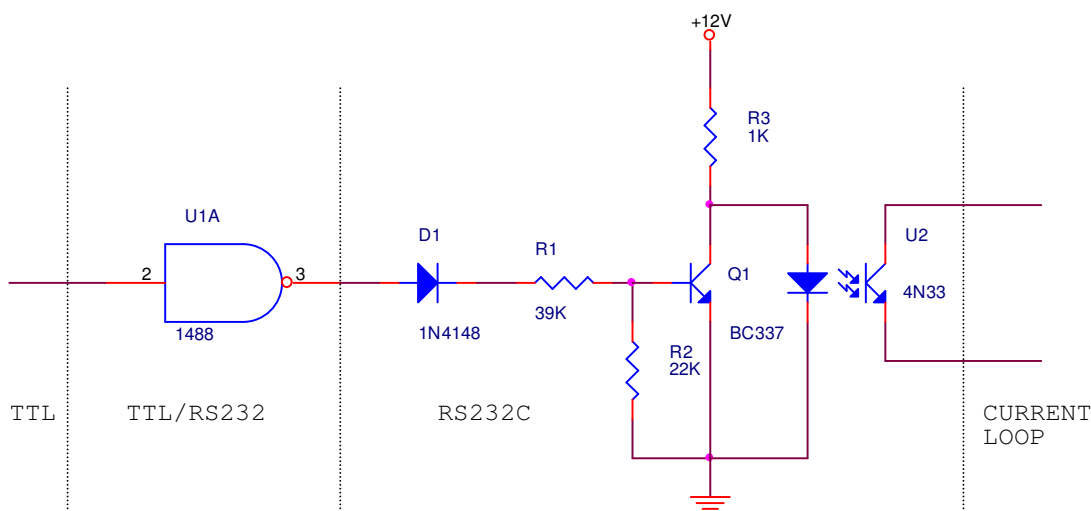 +12V
R3
1K
U1A
2
3
1488
D1
1N4148
R1
39K
Q1
BC337
R2
22K
U2
4N33
TTL
TTL/RS232
RS232C
CURRENT
LOOP